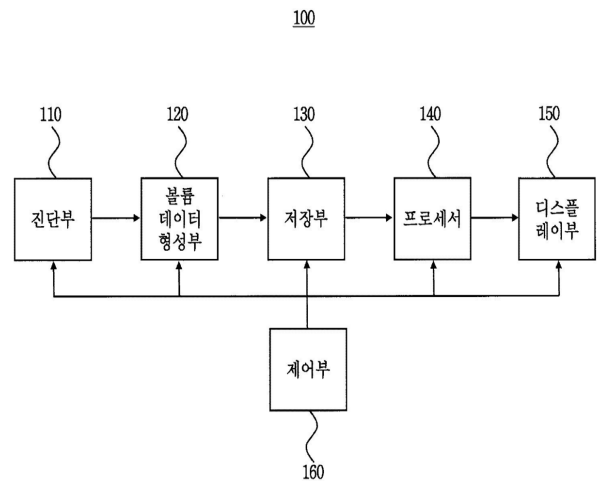 100
110
120
130
140
150
진단부
볼륨
데이터
형성부
저장부
프로세서
디스플
레이부
제어부
160